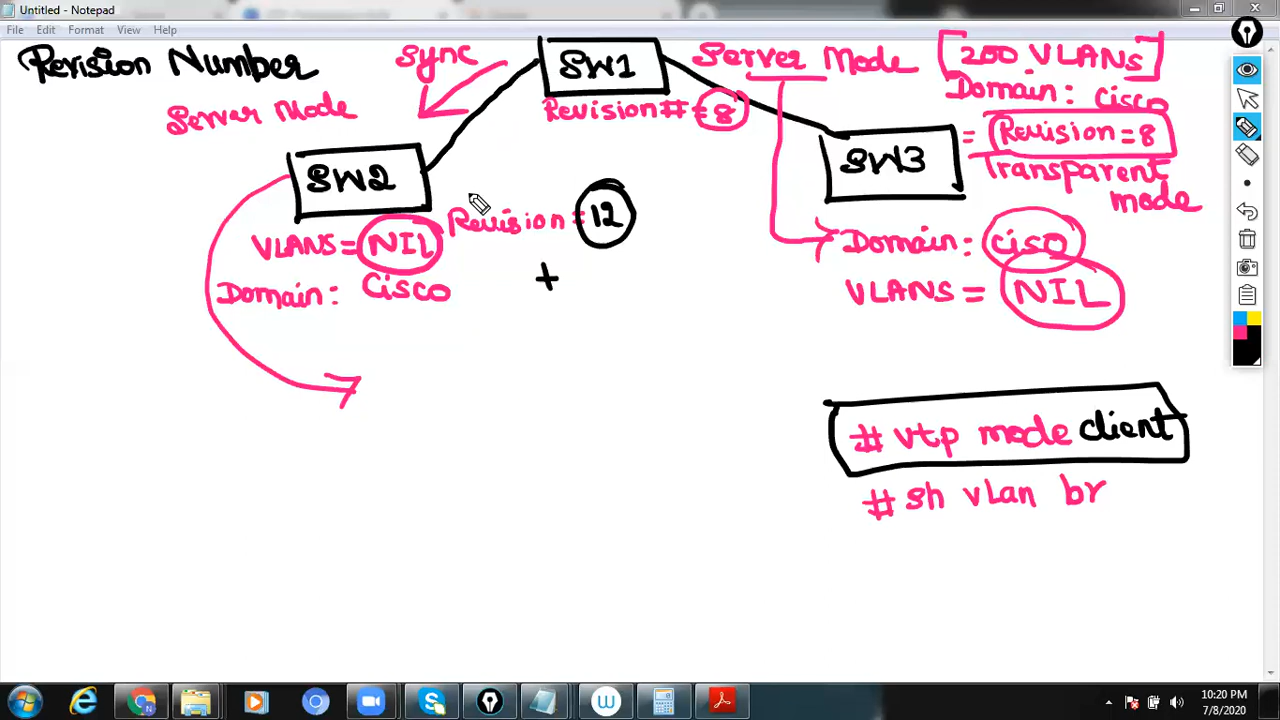 Untitled - Notepad
File Edit Format View Help
Revision Number
Sync
SW1
Server Mode
[200 VLANs]
Domain: cisco
Server Mode
Revision# = 8
SW2
SW3
= Revision = 8
Transparent
mode
Revision = 12
VLANS = NIL
Domain: Cisco
+
Domain: cisco
VLANS = NIL
# vtp mode client
# sh vlan br
10:20 PM
7/8/2020